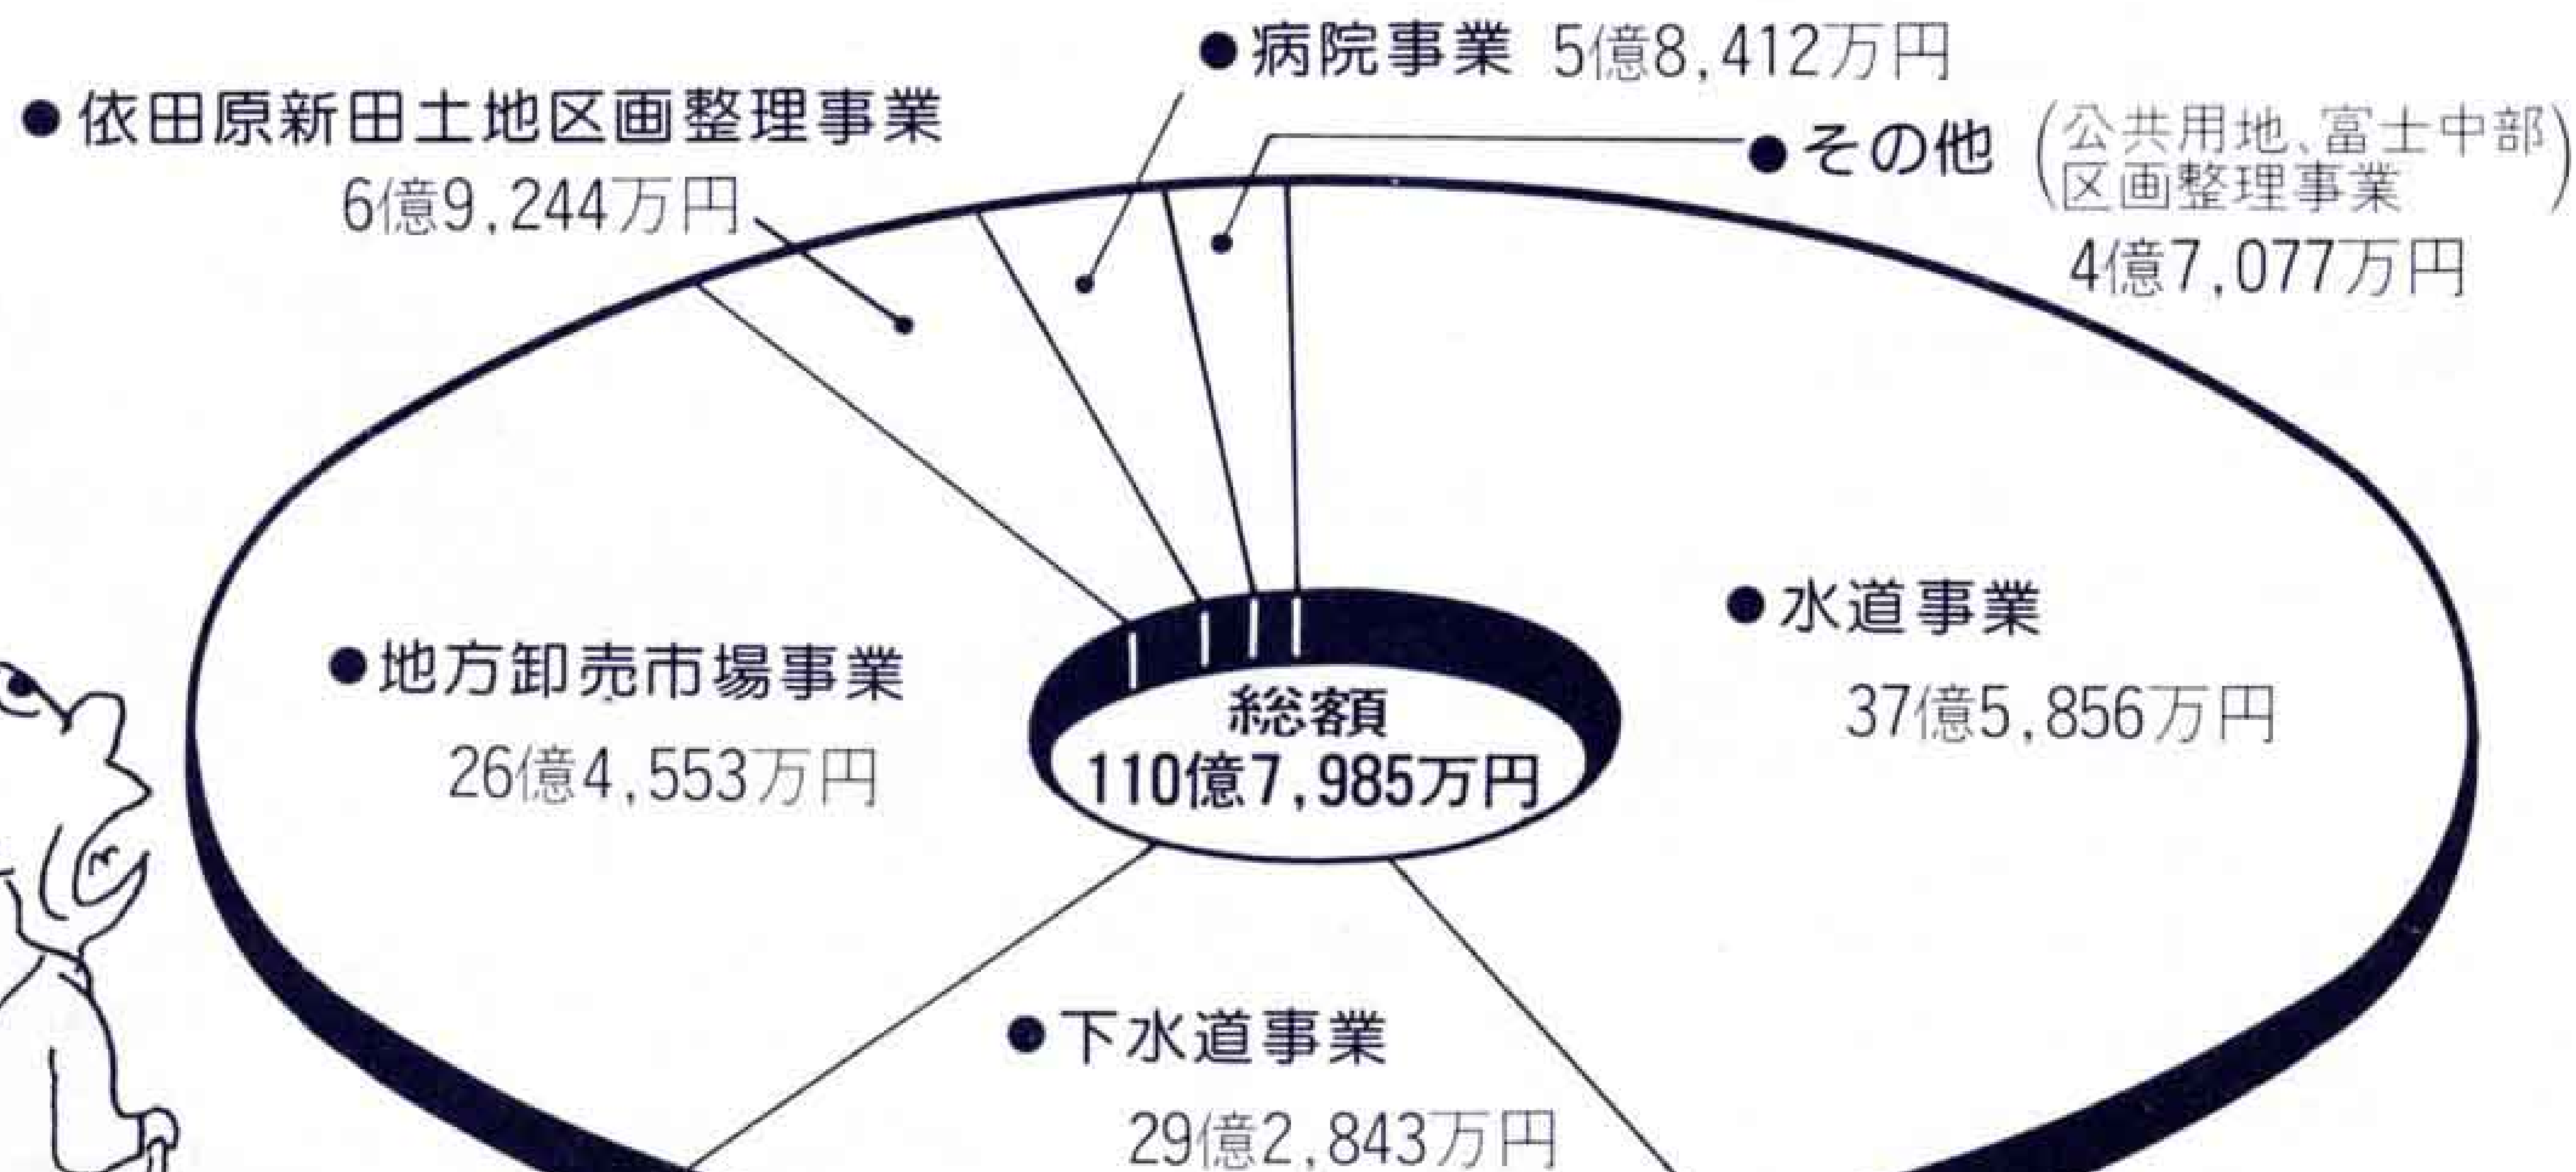 ●病院事業 5億8,412万円
●依田原新田土地区画整理事業
6億9,244万円
●その他 (公共用地、富士中部
区画整理事業)
4億7,077万円
●水道事業
37億5,856万円
●地方卸売市場事業
26億4,553万円
総額
110億7,985万円
●下水道事業
29億2,843万円